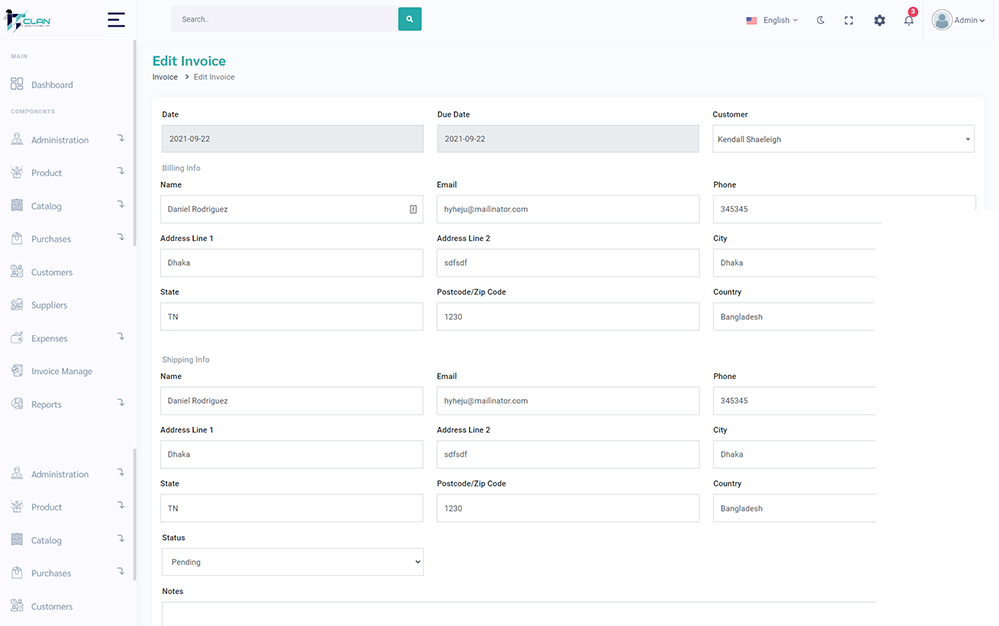 CLAN
Search..
English
3
Admin
MAIN
Dashboard
COMPONENTS
Administration
Product
Catalog
Purchases
Customers
Suppliers
Expenses
Invoice Manage
Reports
Administration
Product
Catalog
Purchases
Customers
Edit Invoice
Invoice > Edit Invoice
Date Due Date Customer
2021-09-22 2021-09-22 Kendall Shaeleigh
Billing Info
Name Email Phone
Daniel Rodriguez hyheju@mailinator.com 345345
Address Line 1 Address Line 2 City
Dhaka sdfsdf Dhaka
State Postcode/Zip Code Country
TN 1230 Bangladesh
Shipping Info
Name Email Phone
Daniel Rodriguez hyheju@mailinator.com 345345
Address Line 1 Address Line 2 City
Dhaka sdfsdf Dhaka
State Postcode/Zip Code Country
TN 1230 Bangladesh
Status
Pending
Notes